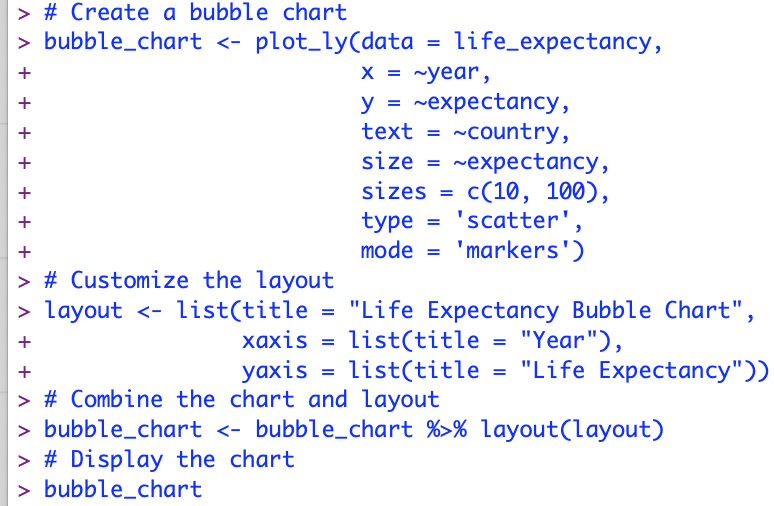 > # Create a bubble chart
> bubble_chart <- plot_ly(data = life_expectancy,
+                         x = ~year,
+                         y = ~expectancy,
+                         text = ~country,
+                         size = ~expectancy,
+                         sizes = c(10, 100),
+                         type = 'scatter',
+                         mode = 'markers')
> # Customize the layout
> layout <- list(title = "Life Expectancy Bubble Chart",
+                xaxis = list(title = "Year"),
+                yaxis = list(title = "Life Expectancy"))
> # Combine the chart and layout
> bubble_chart <- bubble_chart %>% layout(layout)
> # Display the chart
> bubble_chart